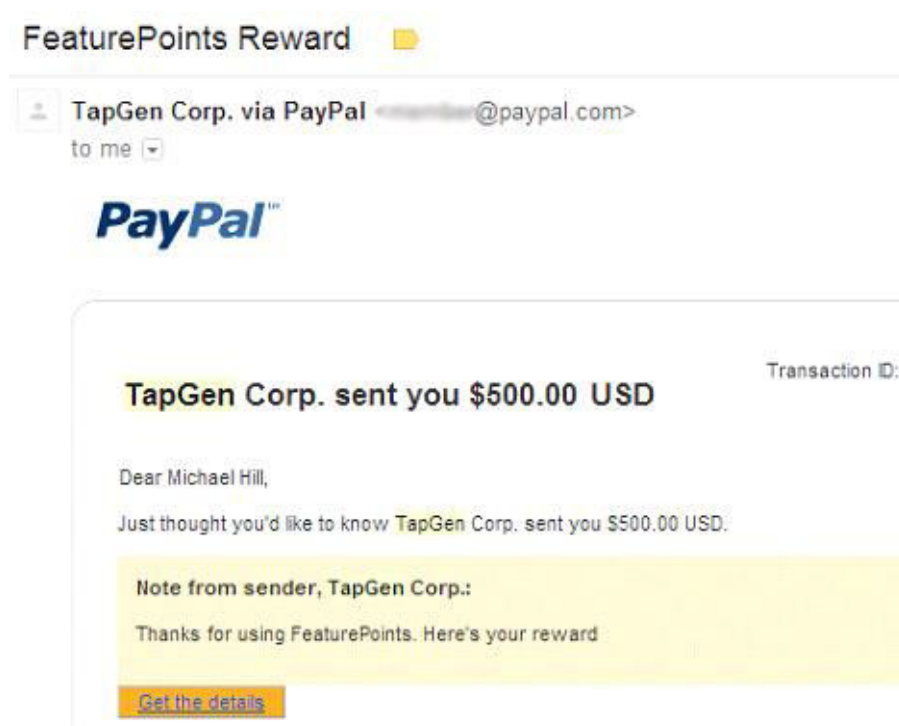 FeaturePoints Reward
TapGen Corp. via PayPal < @paypal.com>
to me
PayPal™
Transaction ID:
TapGen Corp. sent you $500.00 USD
Dear Michael Hill,
Just thought you'd like to know TapGen Corp. sent you $500.00 USD.
Note from sender, TapGen Corp.:
Thanks for using FeaturePoints. Here's your reward
Get the details